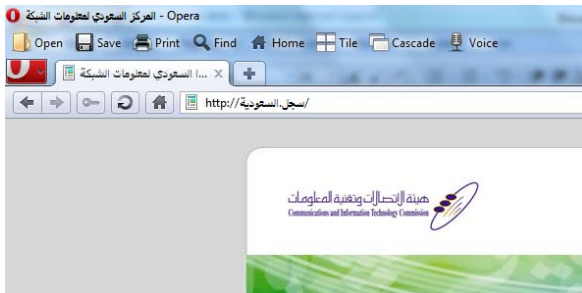 المركز السعودي لمعلومات الشبكة - Opera
Open Save Print Find Home Tile Cascade Voice
ا السعودي لمعلومات الشبكة...
http://سجل.السعودية/
هيئة الاتصالات وتقنية المعلومات
Communications and Information Technology Commission